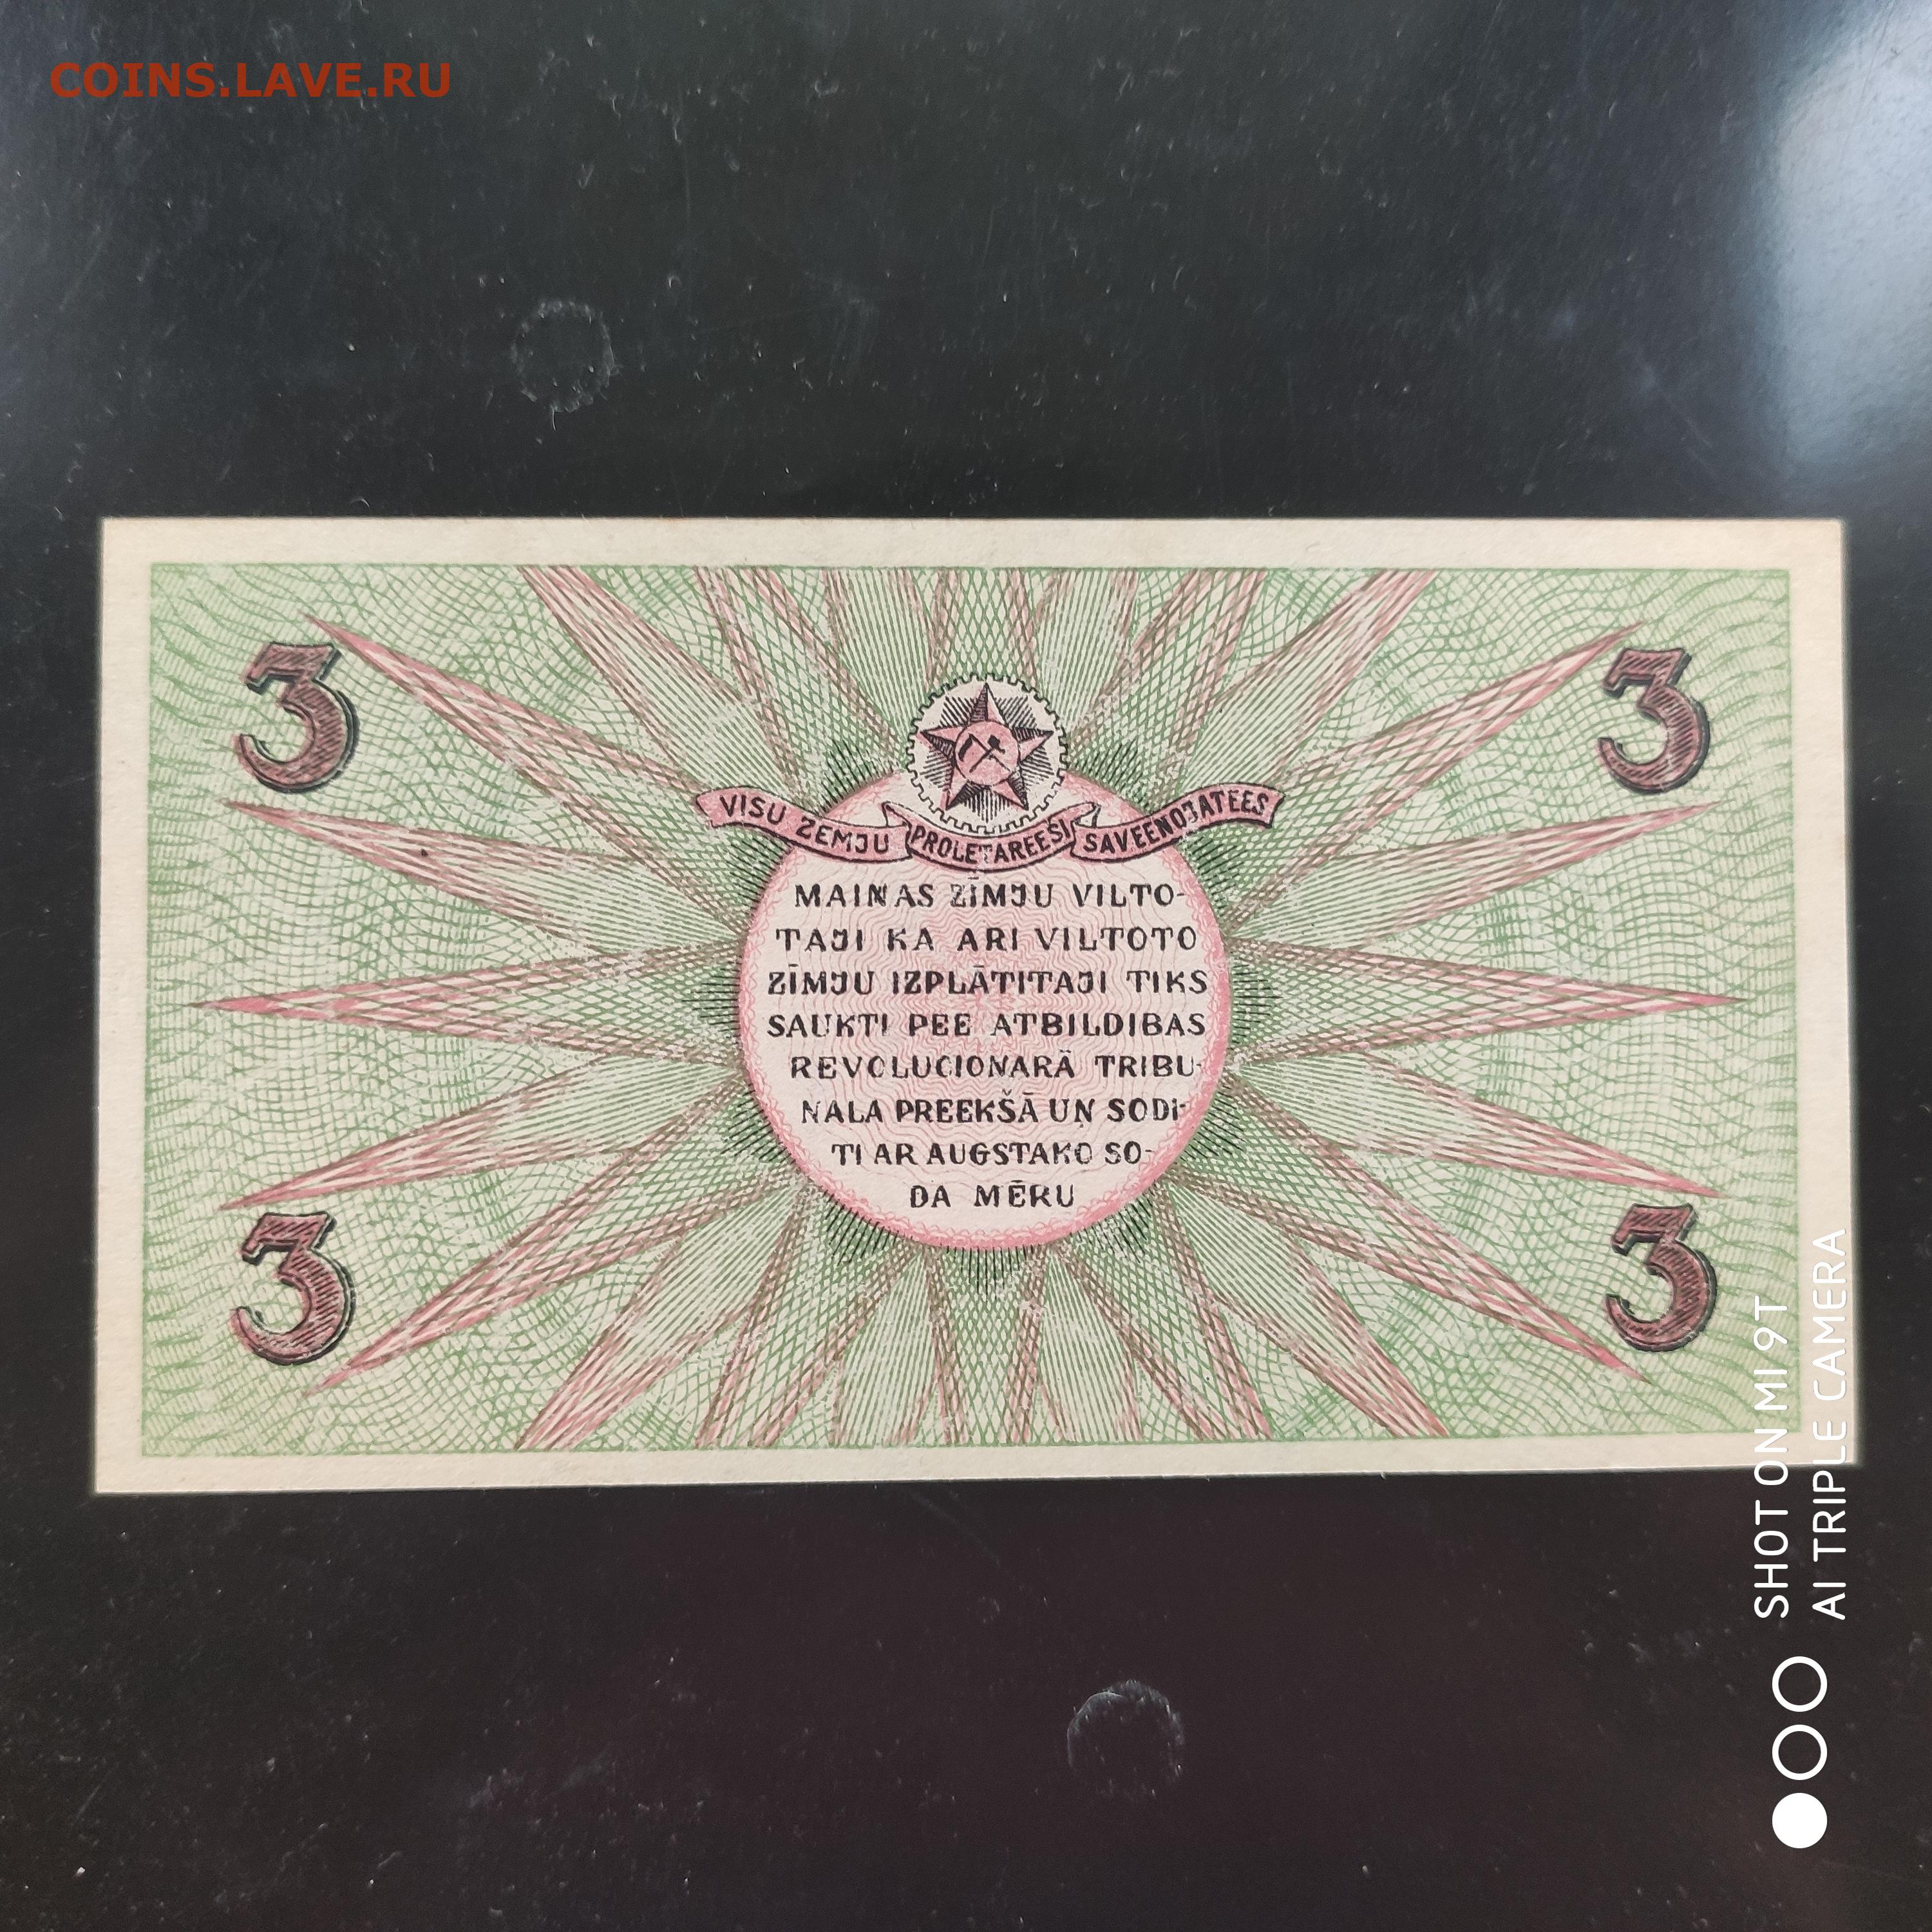 COINS.LAVE.RU
3 3
VISU ZEMJU PROLETAREEŠI SAVEENOJATEES
MAIŅAS ZĪMJU VILTO-
TAJI KA ARI VILTOTO
ZĪMJU IZPLĀTITAJI TIKS
SAUKTI PEE ATBILDIBAS
REVOLUCIONARĀ TRIBU-
NALA PREEKŠĀ UN SODI-
TI AR AUGSTAKO SO-
DA MĒRU
3 3
SHOT ON MI 9T
AI TRIPLE CAMERA